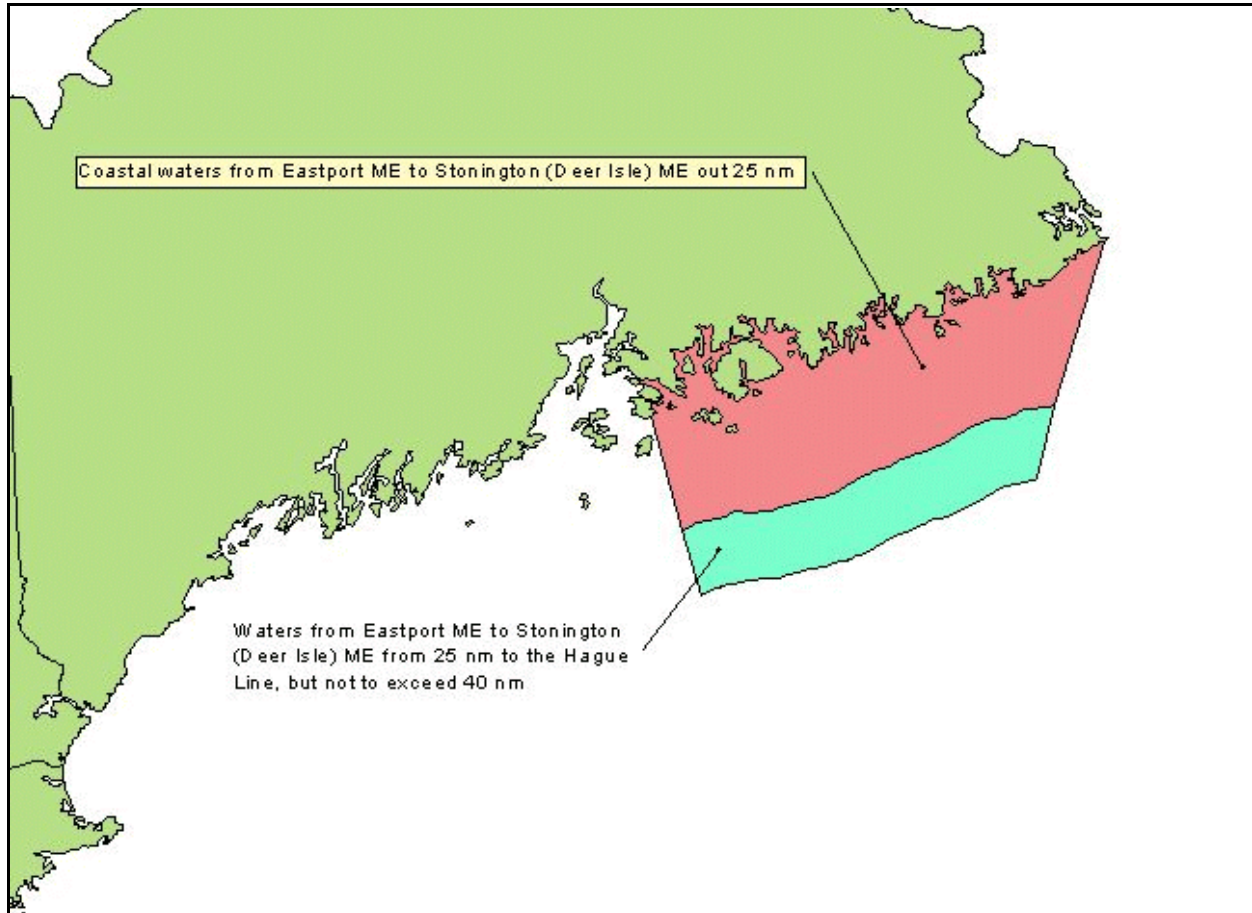 Coastal waters from Eastport ME to Stonington (Deer Isle) ME out 25 nm
Waters from Eastport ME to Stonington
(Deer Isle) ME from 25 nm to the Hague
Line, but not to exceed 40 nm